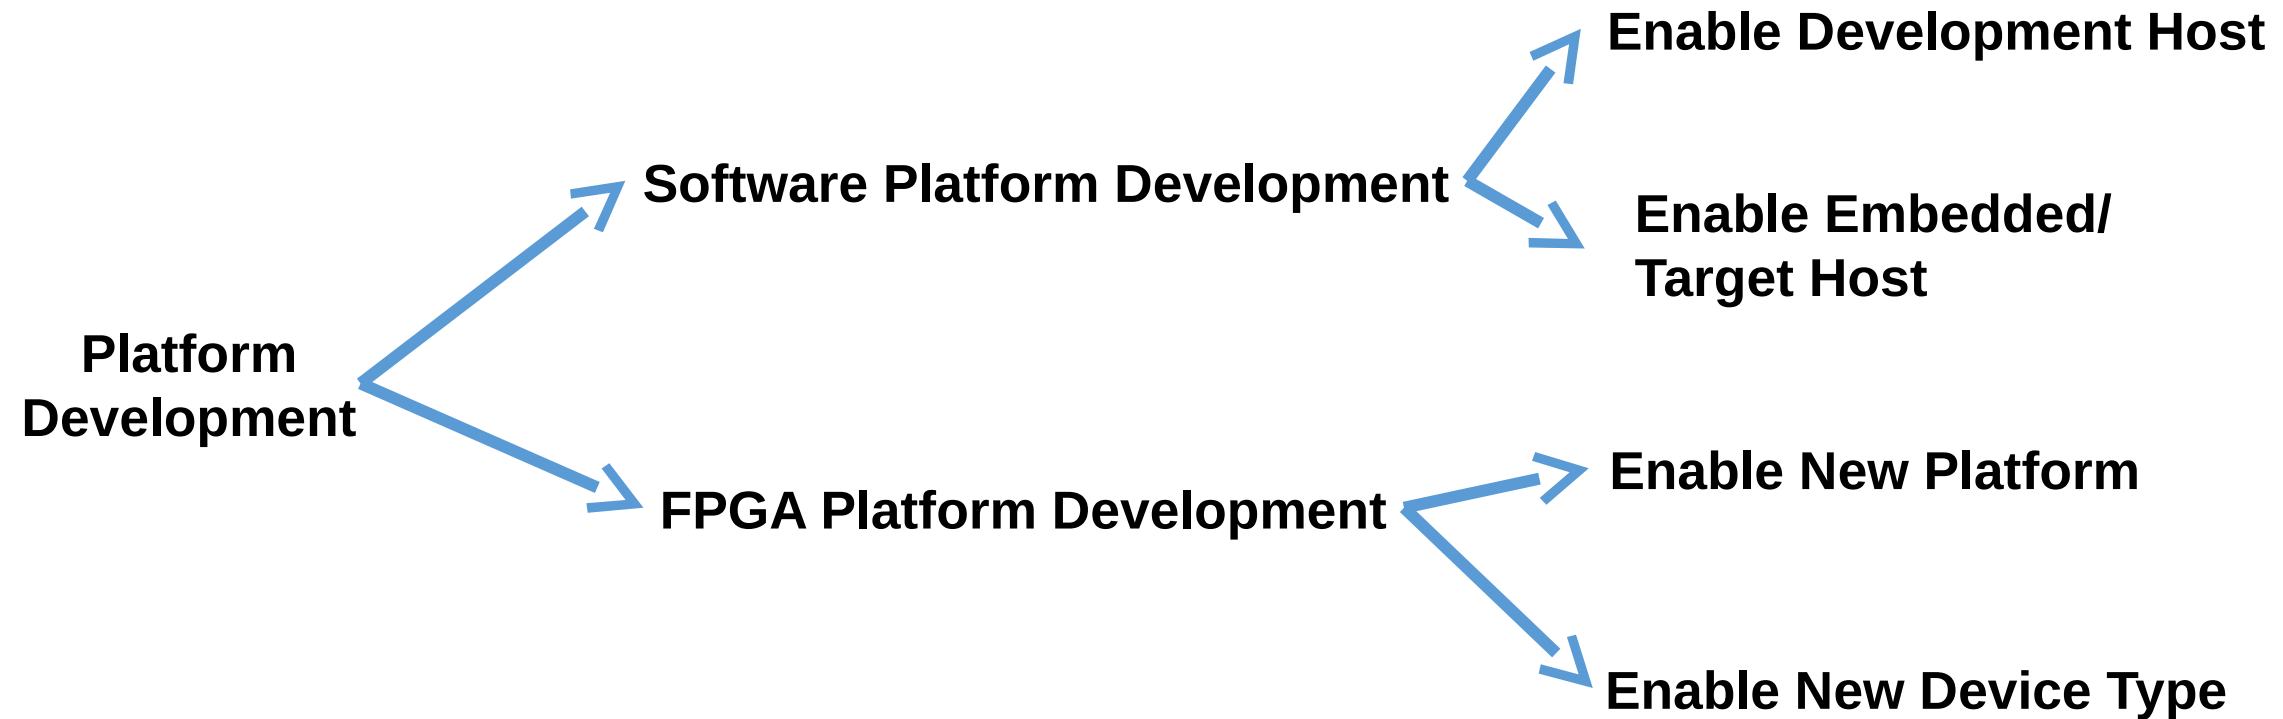 Enable Development Host
Software Platform Development
Enable Embedded/
Target Host
Platform
Development
Enable New Platform
FPGA Platform Development
Enable New Device Type